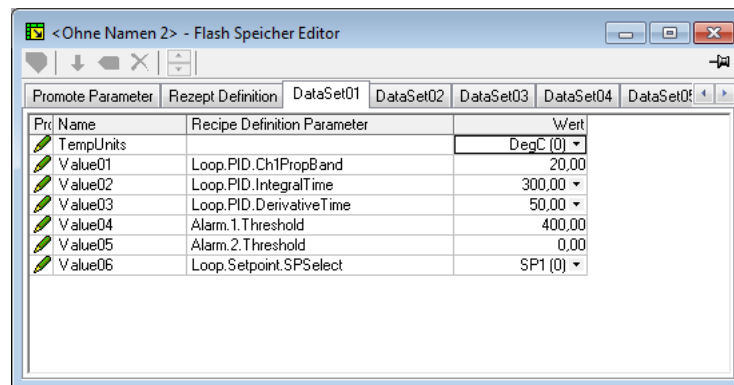 <Ohne Namen 2> - Flash Speicher Editor
Promote Parameter Rezept Definition DataSet01 DataSet02 DataSet03 DataSet04
Name Recipe Definition Parameter Wert
TempUnits DegC (0)
Value01 Loop.PID.Ch1PropBand 20,00
Value02 Loop.PID.IntegralTime 300,00
Value03 Loop.PID.DerivativeTime 50,00
Value04 Alarm.1.Threshold 400,00
Value05 Alarm.2.Threshold 0,00
Value06 Loop.Setpoint.SPSelect SP1 (0)